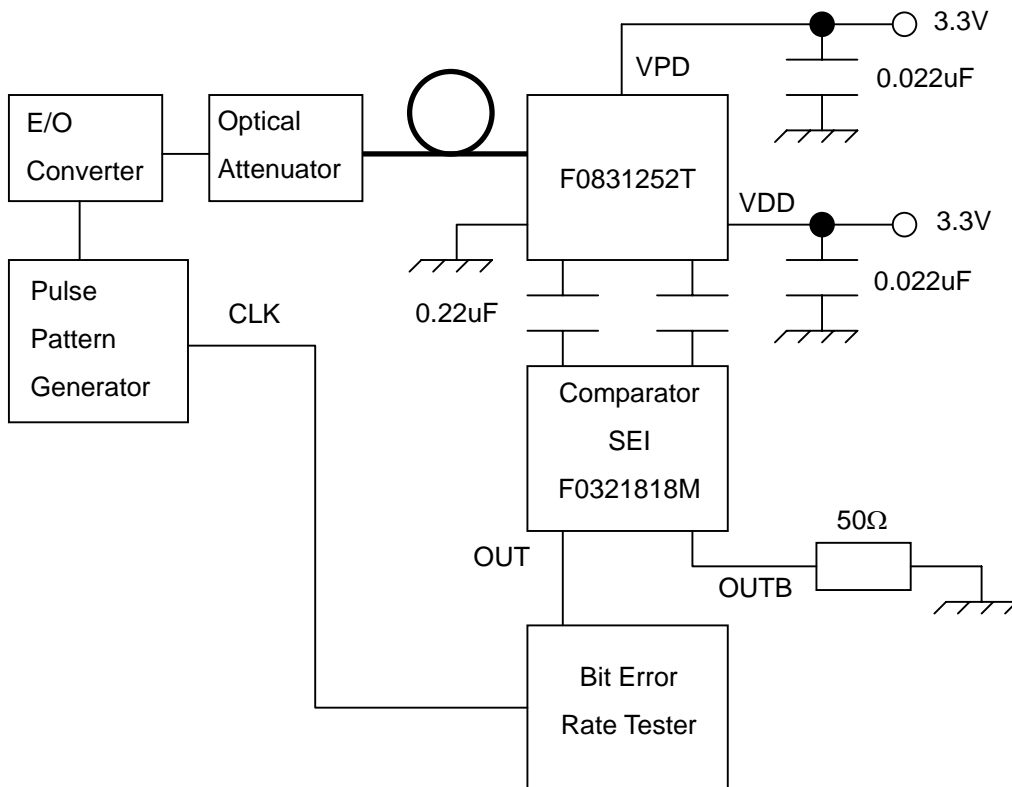 3.3V
VPD
0.022uF
E/O
Converter
Optical
Attenuator
F0831252T
VDD
3.3V
0.022uF
Pulse
Pattern
Generator
CLK
0.22uF
Comparator
SEI
F0321818M
50Ω
OUT
OUTB
Bit Error
Rate Tester